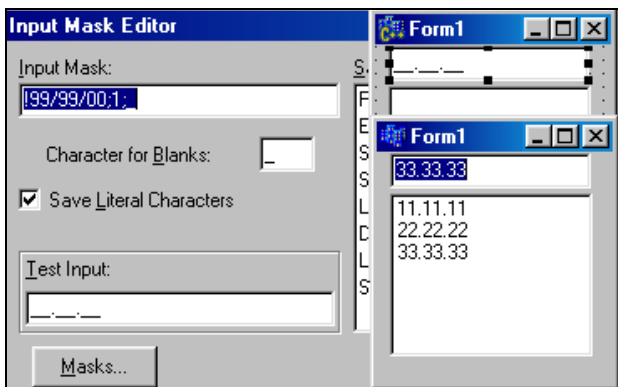 Input Mask Editor
Input Mask:
!99/99/00;1;_
Character for Blanks: _
Save Literal Characters
Test Input:
__.__.__
Masks...
Form1
__.__.__
Form1
33.33.33
11.11.11
22.22.22
33.33.33